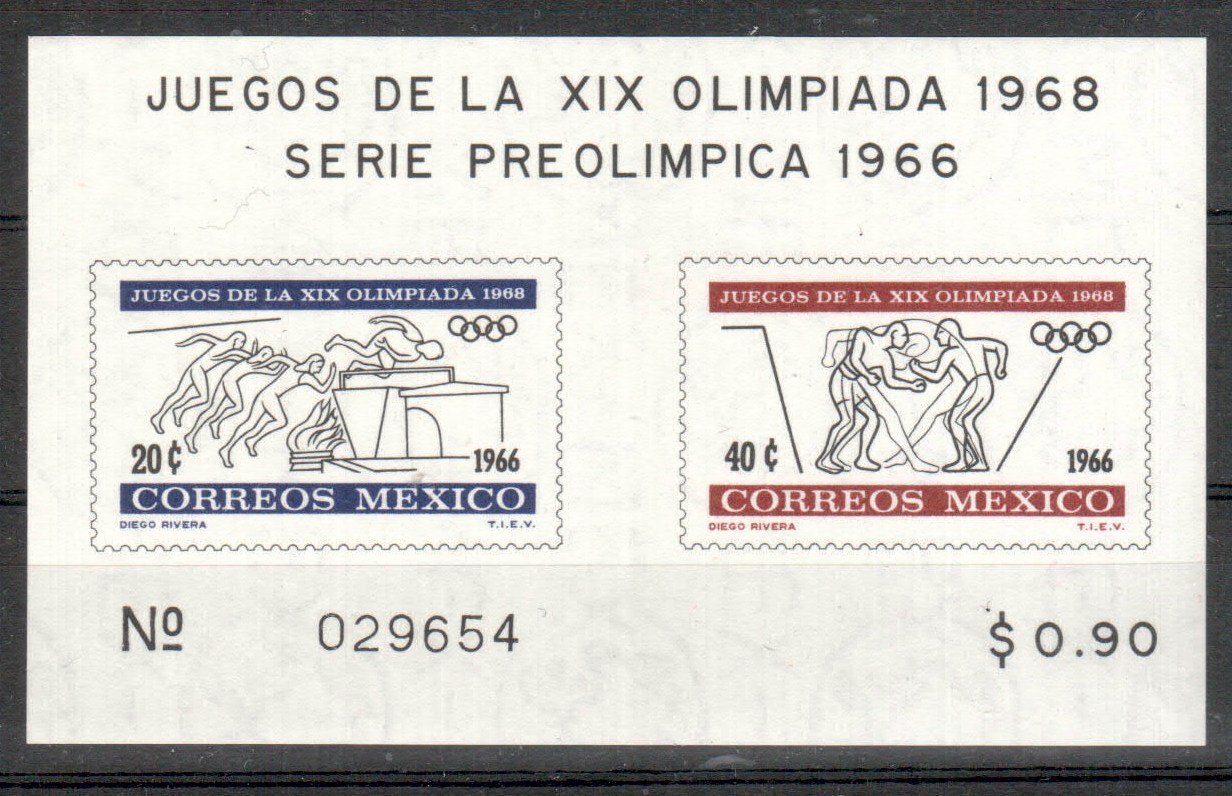 JUEGOS DE LA XIX OLIMPIADA 1968
SERIE PREOLIMPICA 1966
JUEGOS DE LA XIX OLIMPIADA 1968
20 ¢
1966
CORREOS MEXICO
DIEGO RIVERA T.I.E.V.
JUEGOS DE LA XIX OLIMPIADA 1968
40 ¢
1966
CORREOS MEXICO
DIEGO RIVERA T.I.E.V.
Nº 029654 $ 0.90